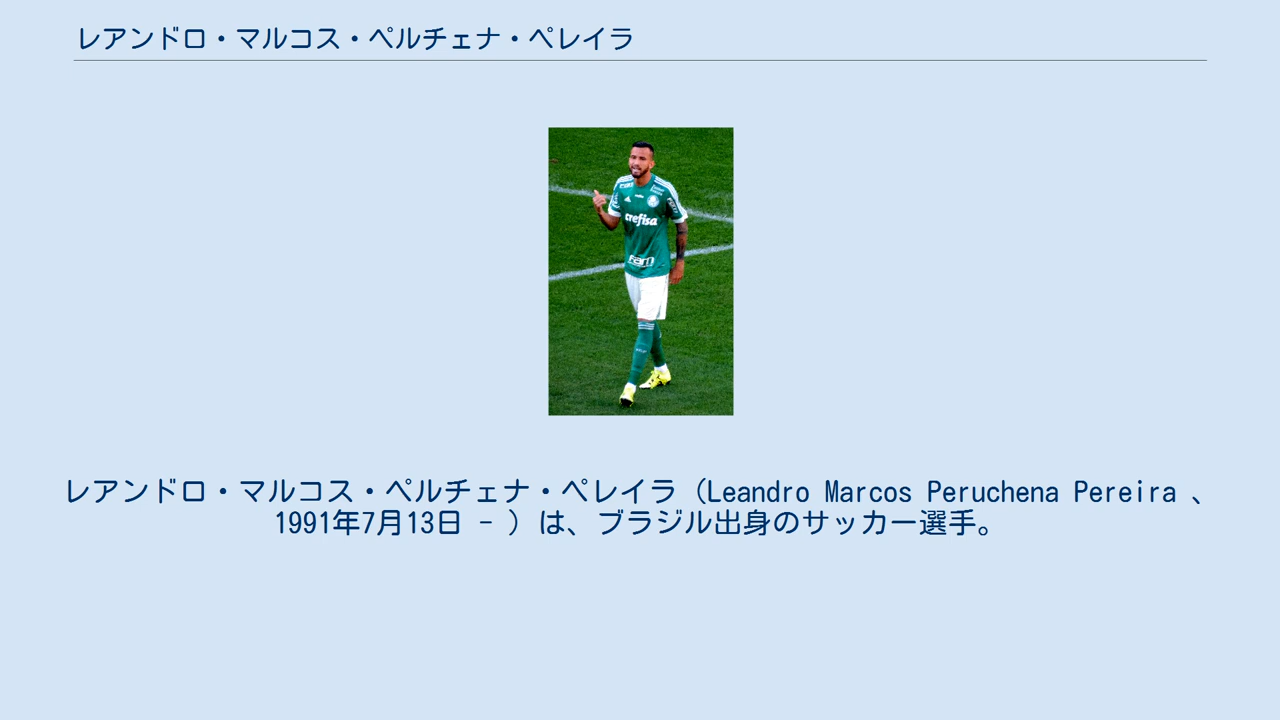 レアンドロ・マルコス・ペルチェナ・ペレイラ
crefisa
Fam
レアンドロ・マルコス・ペルチェナ・ペレイラ（Leandro Marcos Peruchena Pereira 、
1991年7月13日 - ）は、ブラジル出身のサッカー選手。